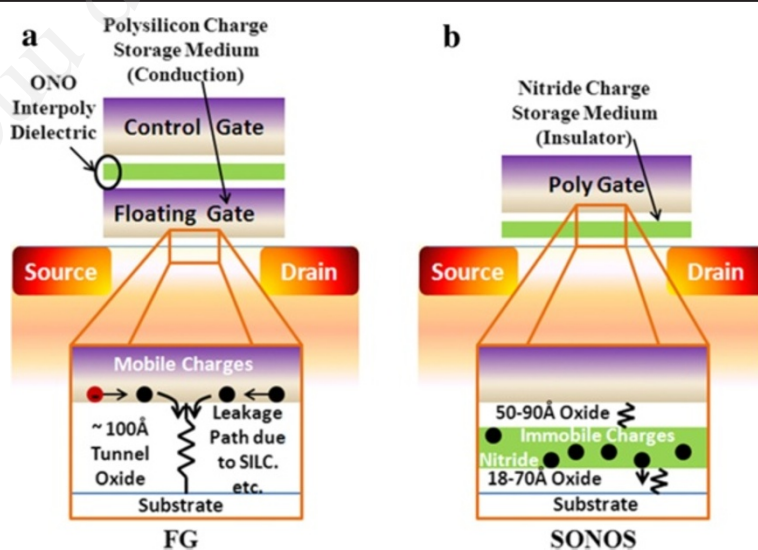 a
Polysilicon Charge
Storage Medium
(Conduction)
ONO
Interpoly
Dielectric
Control Gate
Floating Gate
Source
Drain
Mobile Charges
~ 100Å
Tunnel
Oxide
Leakage
Path due
to SILC.
etc.
Substrate
FG
b
Nitride Charge
Storage Medium
(Insulator)
Poly Gate
Source
Drain
50-90Å Oxide
Immobile Charges
Nitride
18-70Å Oxide
Substrate
SONOS